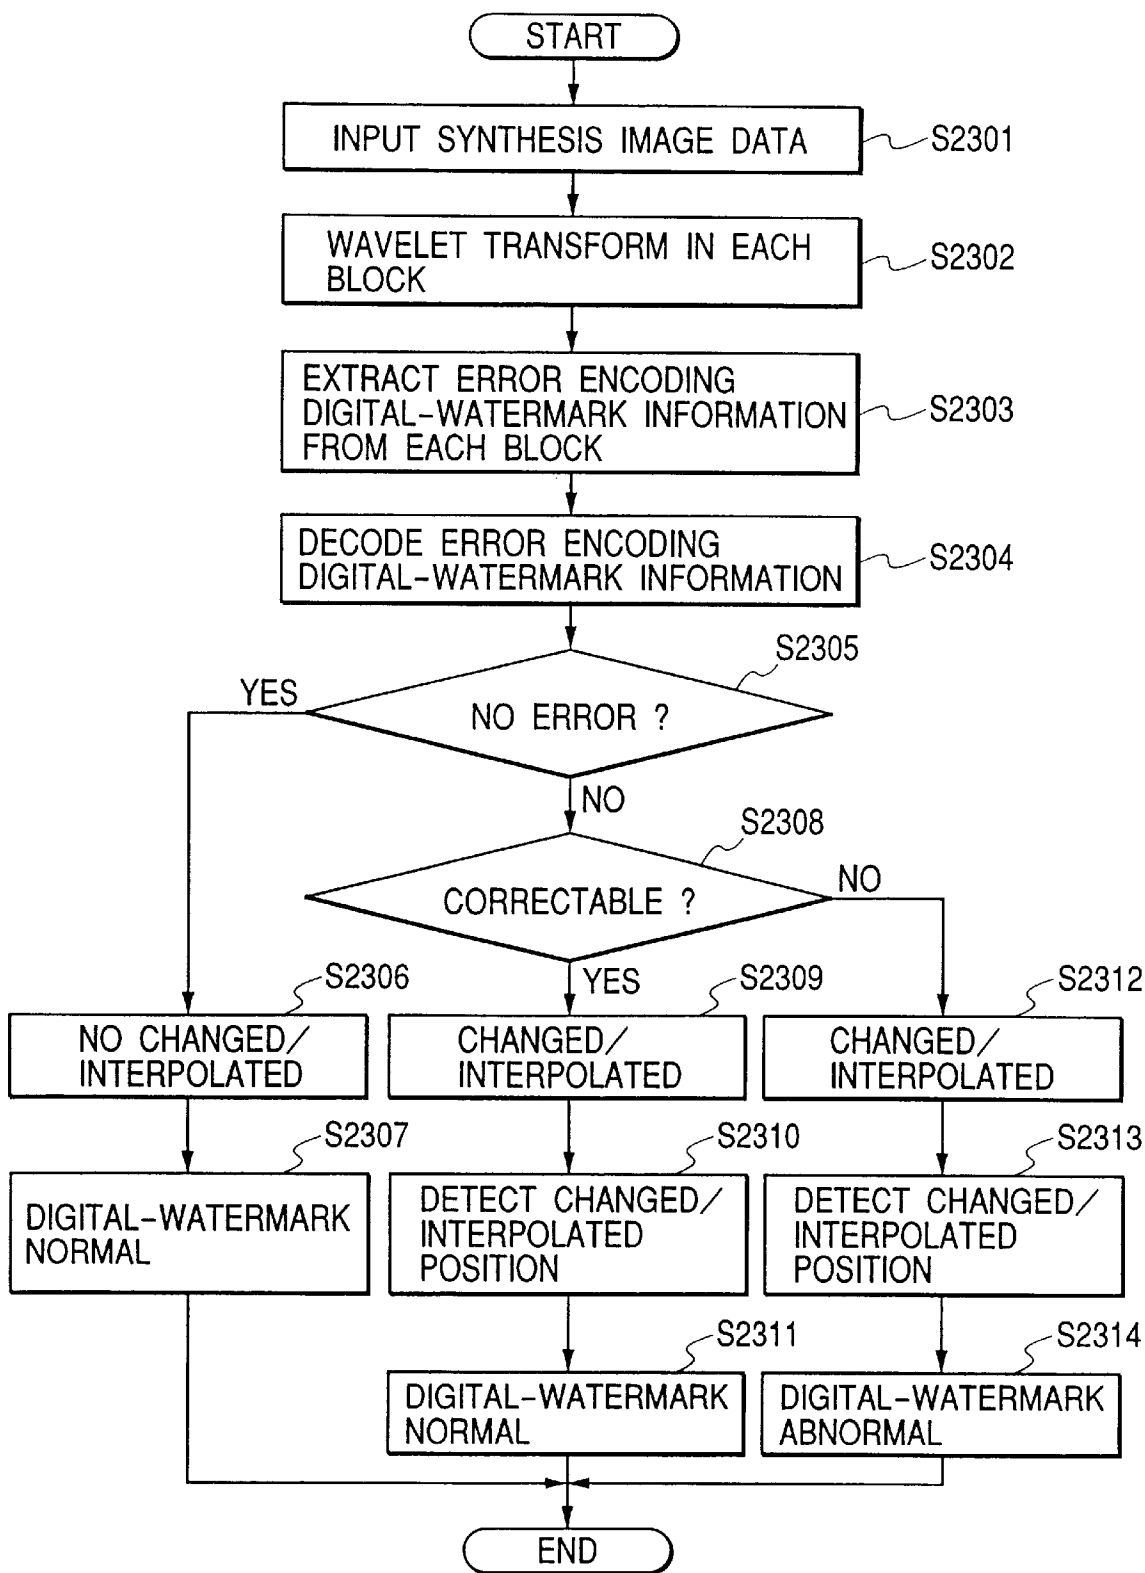 START
INPUT SYNTHESIS IMAGE DATA
S2301
WAVELET TRANSFORM IN EACH
BLOCK
S2302
EXTRACT ERROR ENCODING
DIGITAL-WATERMARK INFORMATION
FROM EACH BLOCK
S2303
DECODE ERROR ENCODING
DIGITAL-WATERMARK INFORMATION
S2304
S2305
YES
NO ERROR ?
NO
S2308
CORRECTABLE ?
NO
YES
S2306
NO CHANGED/
INTERPOLATED
S2309
CHANGED/
INTERPOLATED
S2312
CHANGED/
INTERPOLATED
S2307
DIGITAL-WATERMARK
NORMAL
S2310
DETECT CHANGED/
INTERPOLATED
POSITION
S2313
DETECT CHANGED/
INTERPOLATED
POSITION
S2311
DIGITAL-WATERMARK
NORMAL
S2314
DIGITAL-WATERMARK
ABNORMAL
END